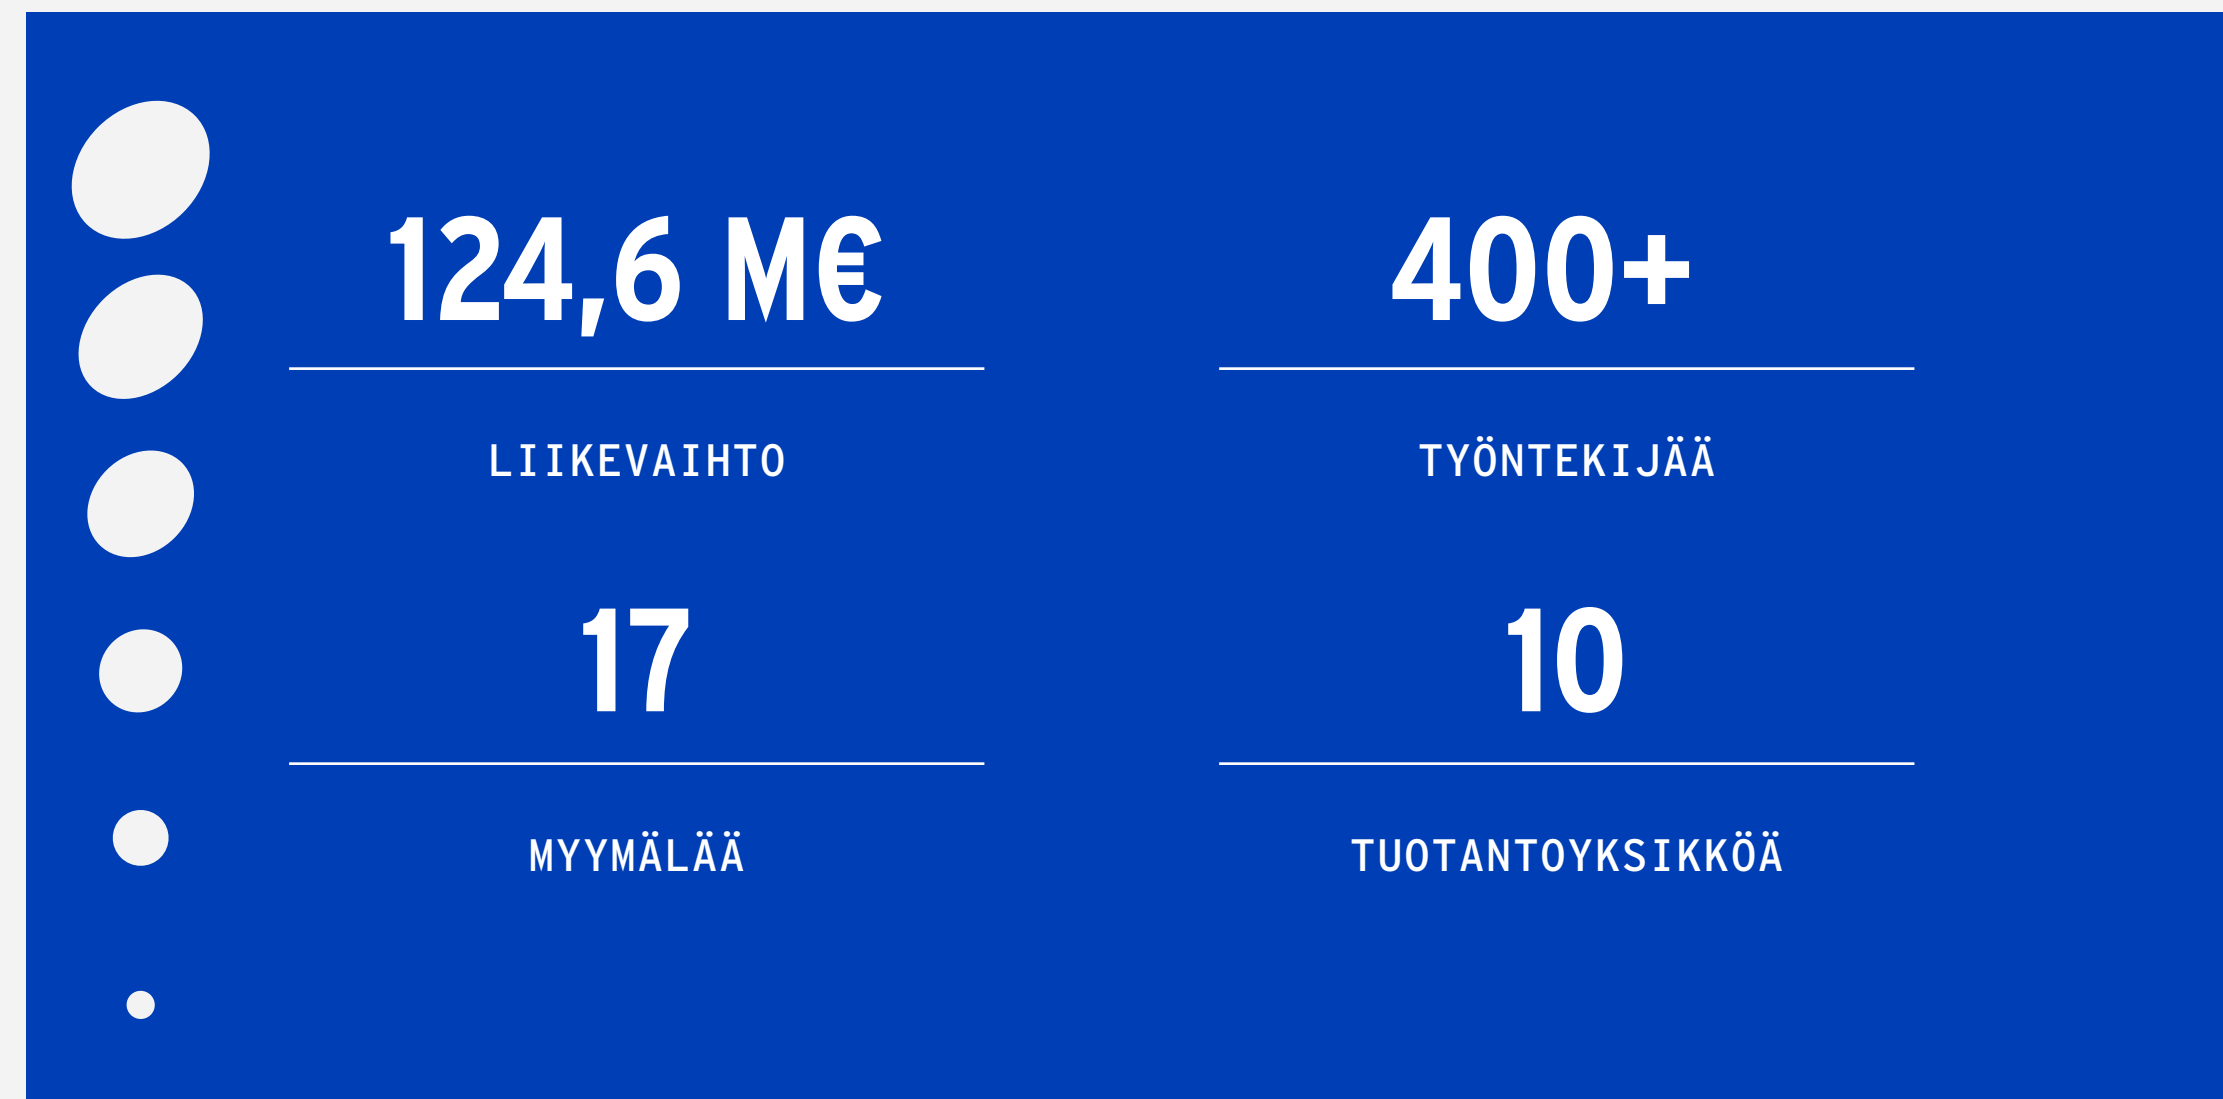 124,6 M€
400+
LIIKEVAIHTO
TYÖNTEKIJÄÄ
17
10
MYYMÄLÄÄ
TUOTANTOYKSIKKÖÄ